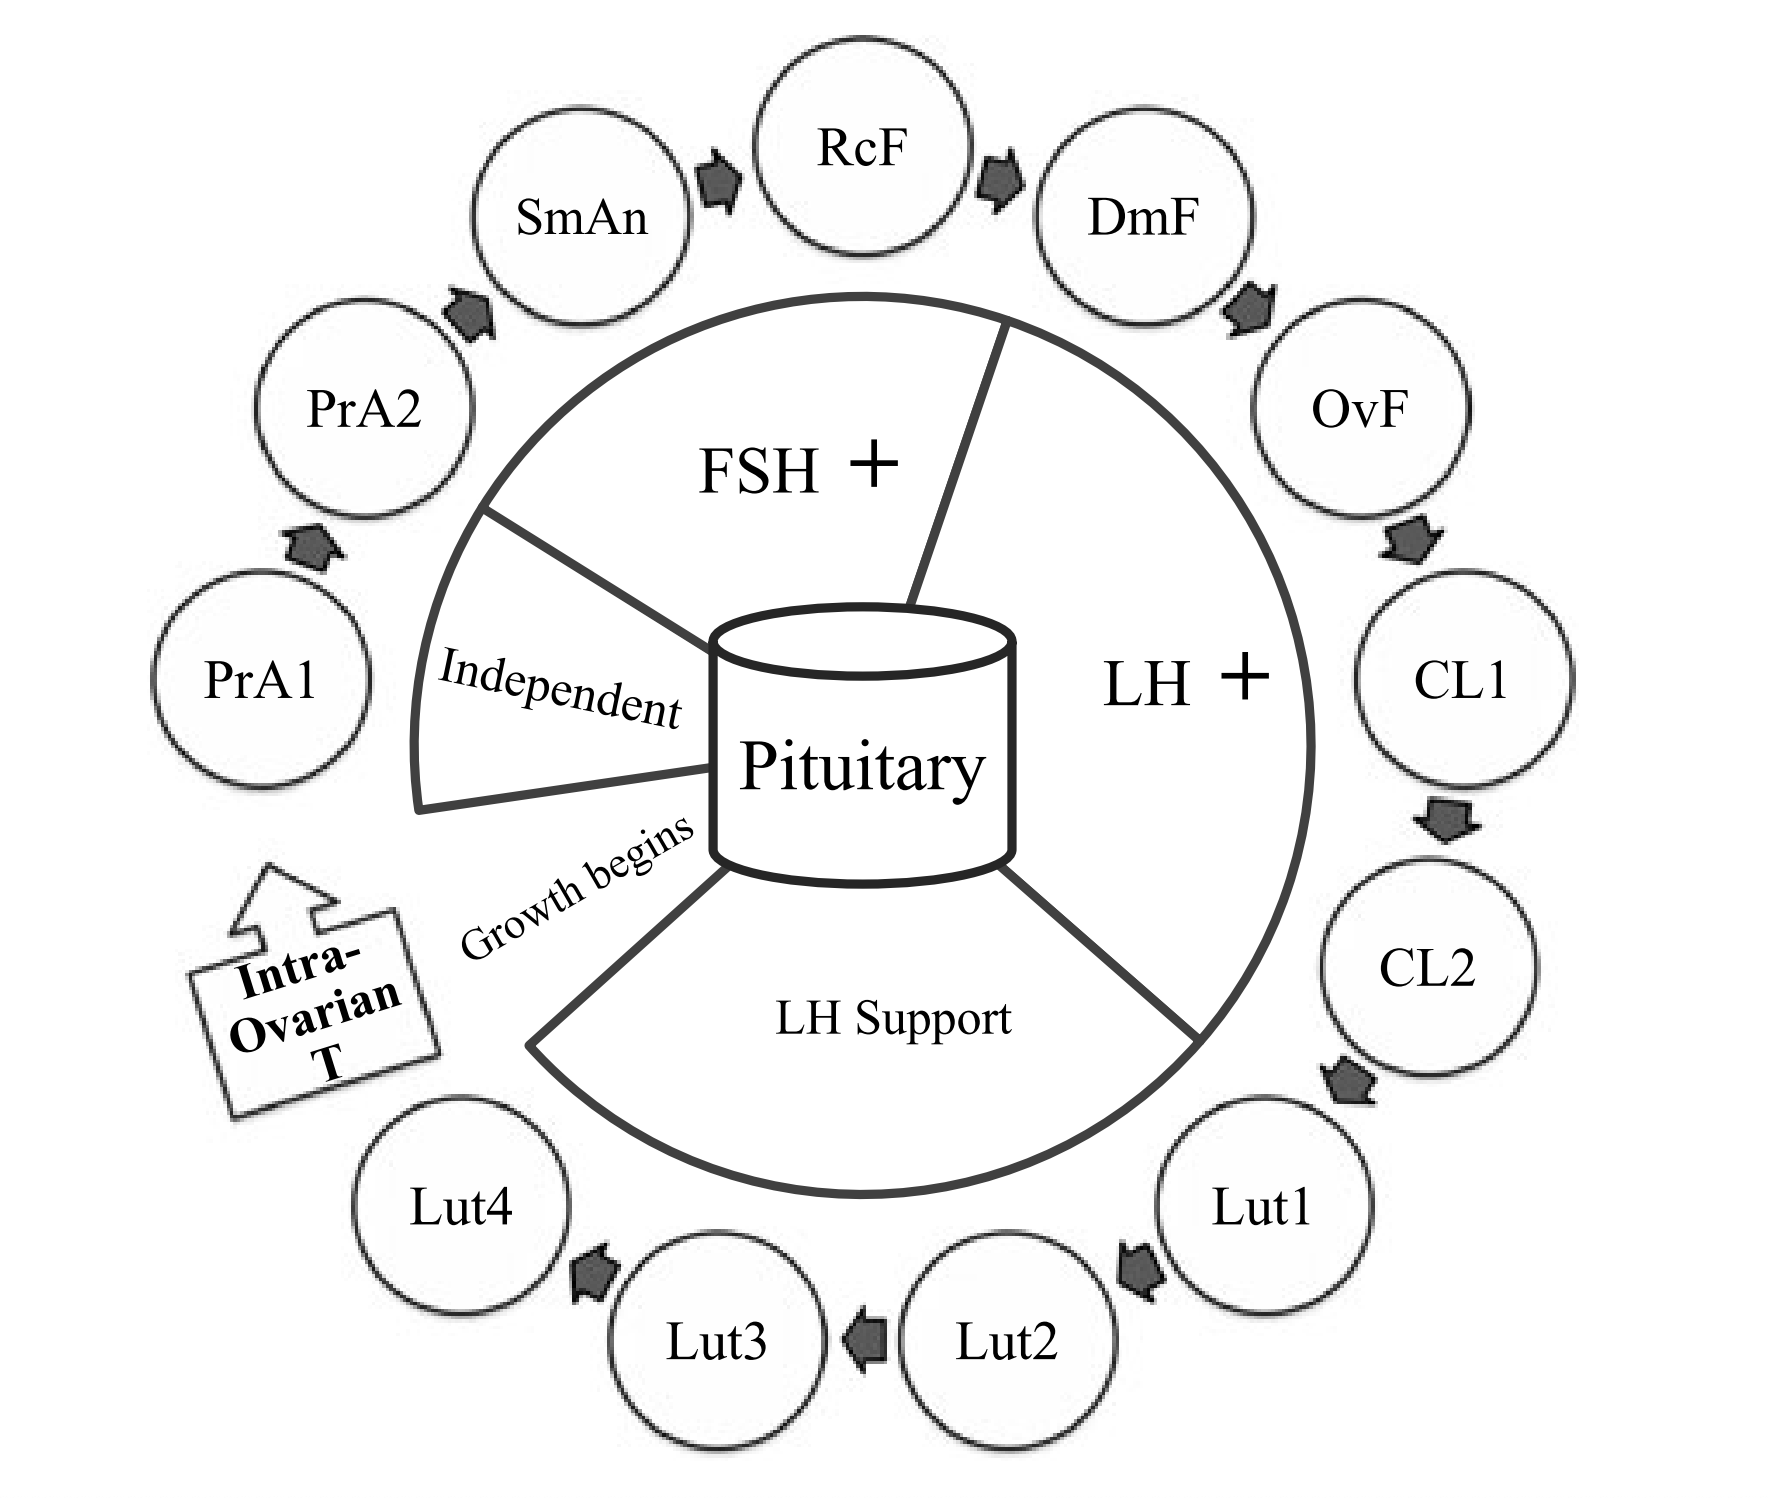 RcF
SmAn
DmF
PrA2
OvF
FSH +
PrA1
Independent
LH +
CL1
Pituitary
Growth begins
Intra-
Ovarian
T
CL2
LH Support
Lut4
Lut1
Lut3
Lut2